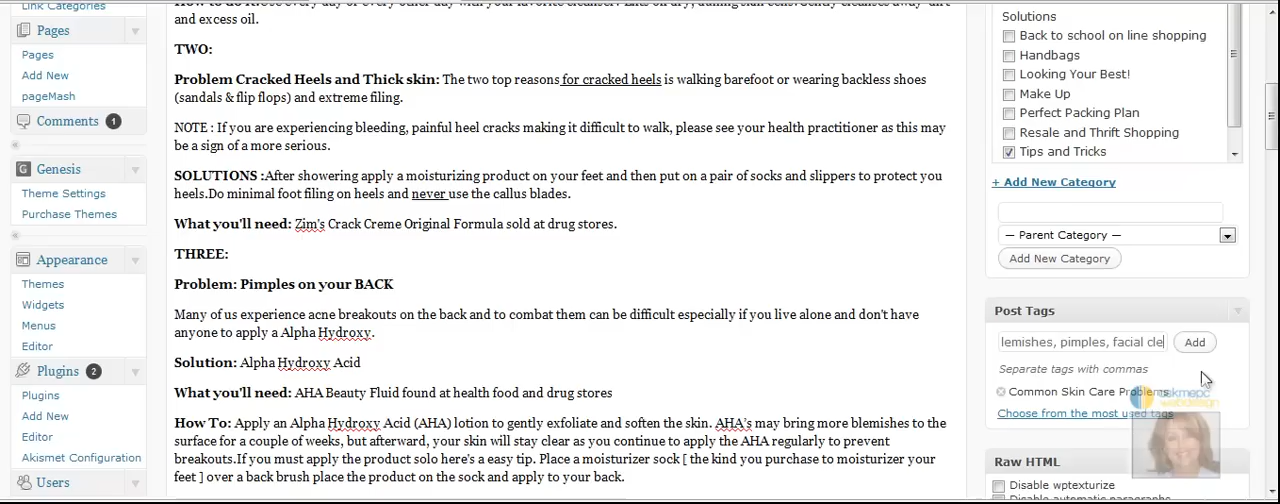 Link Categories
Pages
Pages
Add New
pageMash
Comments 1
Genesis
Theme Settings
Purchase Themes
Appearance
Themes
Widgets
Menus
Editor
Plugins 2
Plugins
Add New
Editor
Akismet Configuration
Users
and excess oil.
TWO:
Problem Cracked Heels and Thick skin: The two top reasons for cracked heels is walking barefoot or wearing backless shoes
(sandals & flip flops) and extreme filing.
NOTE : If you are experiencing bleeding, painful heel cracks making it difficult to walk, please see your health practitioner as this may
be a sign of a more serious.
SOLUTIONS :After showering apply a moisturizing product on your feet and then put on a pair of socks and slippers to protect you
heels.Do minimal foot filing on heels and never use the callus blades.
What you'll need: Zim's Crack Creme Original Formula sold at drug stores.
THREE:
Problem: Pimples on your BACK
Many of us experience acne breakouts on the back and to combat them can be difficult especially if you live alone and don't have
anyone to apply a Alpha Hydroxy.
Solution: Alpha Hydroxy Acid
What you'll need: AHA Beauty Fluid found at health food and drug stores
How To: Apply an Alpha Hydroxy Acid (AHA) lotion to gently exfoliate and soften the skin. AHA's may bring more blemishes to the
surface for a couple of weeks, but afterward, your skin will stay clear as you continue to apply the AHA regularly to prevent
breakouts.If you must apply the product solo here's a easy tip. Place a moisturizer sock [ the kind you purchase to moisturizer your
feet ] over a back brush place the product on the sock and apply to your back.
Solutions
Back to school on line shopping
Handbags
Looking Your Best!
Make Up
Perfect Packing Plan
Resale and Thrift Shopping
Tips and Tricks
+ Add New Category
— Parent Category —
Add New Category
Post Tags
lemishes, pimples, facial cle Add
Separate tags with commas
Common Skin Care Problems
askmepc
webdesign
Choose from the most used tags
Raw HTML
Disable wptexturize
Disable automatic paragraphs